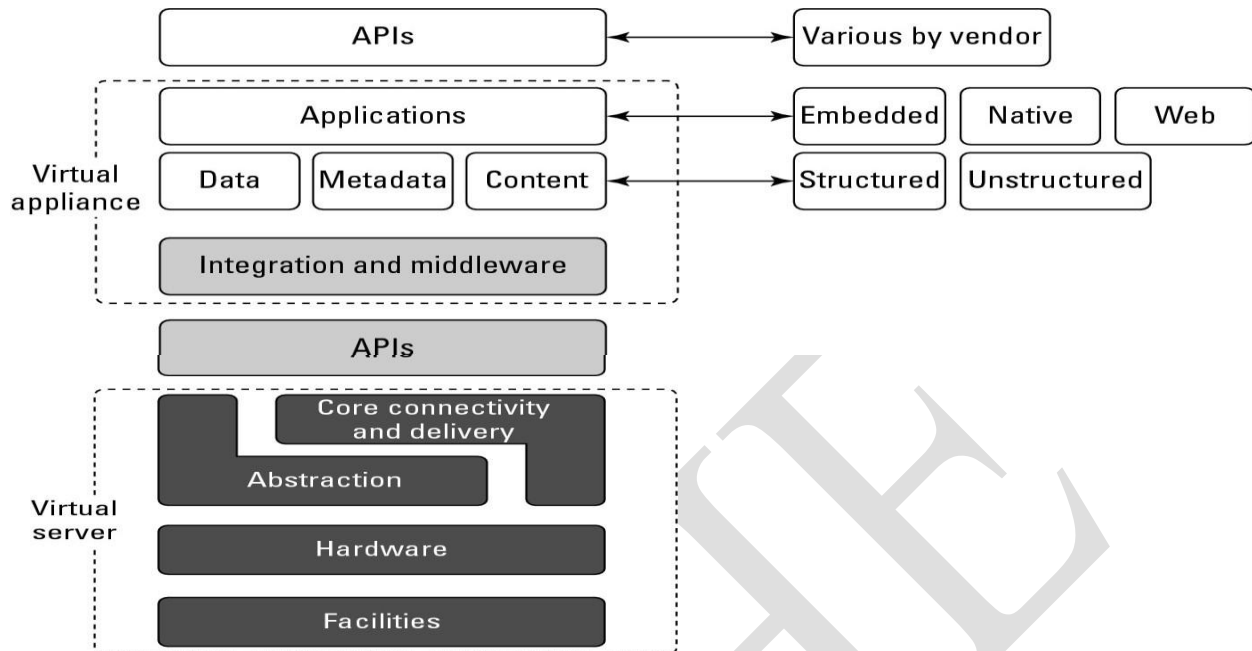 APIs
Various by vendor
Applications
Embedded
Native
Web
Virtual
appliance
Data
Metadata
Content
Structured
Unstructured
Integration and middleware
APIs
Core connectivity
and delivery
Abstraction
Virtual
server
Hardware
Facilities